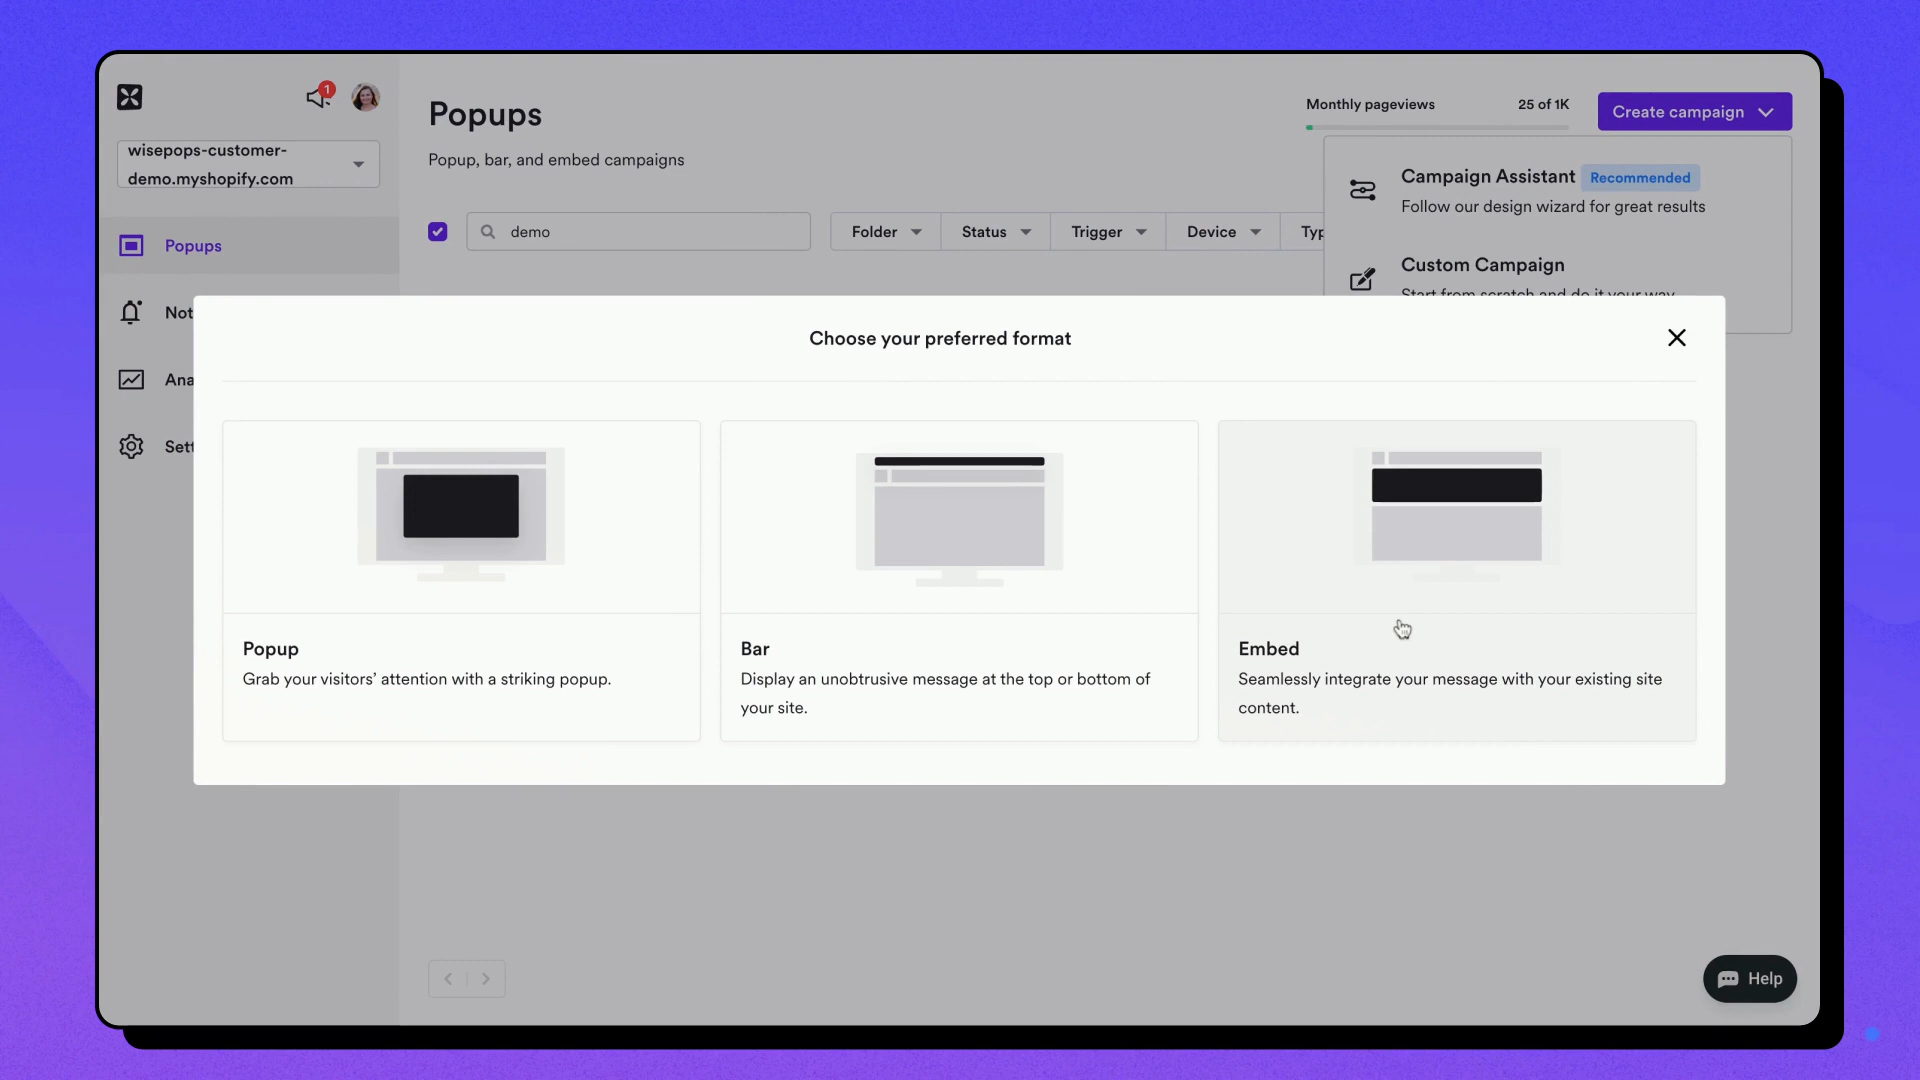 1
wisepops-customer-
demo.myshopify.com
Popups
Not
Ana
Sett
Popups
Popup, bar, and embed campaigns
Monthly pageviews
25 of 1K
Create campaign
demo
Folder
Status
Trigger
Device
Typ
Campaign Assistant Recommended
Follow our design wizard for great results
Custom Campaign
Start from scratch and do it your way
Choose your preferred format
Popup
Grab your visitors’ attention with a striking popup.
Bar
Display an unobtrusive message at the top or bottom of
your site.
Embed
Seamlessly integrate your message with your existing site
content.
Help